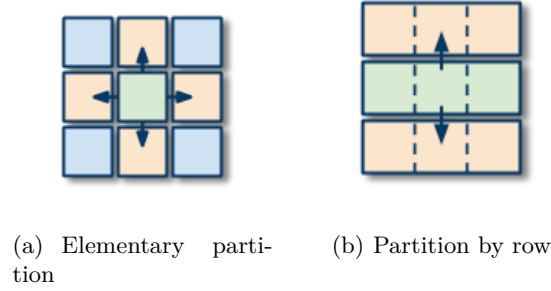 (a) Elementary parti-
tion
(b) Partition by row